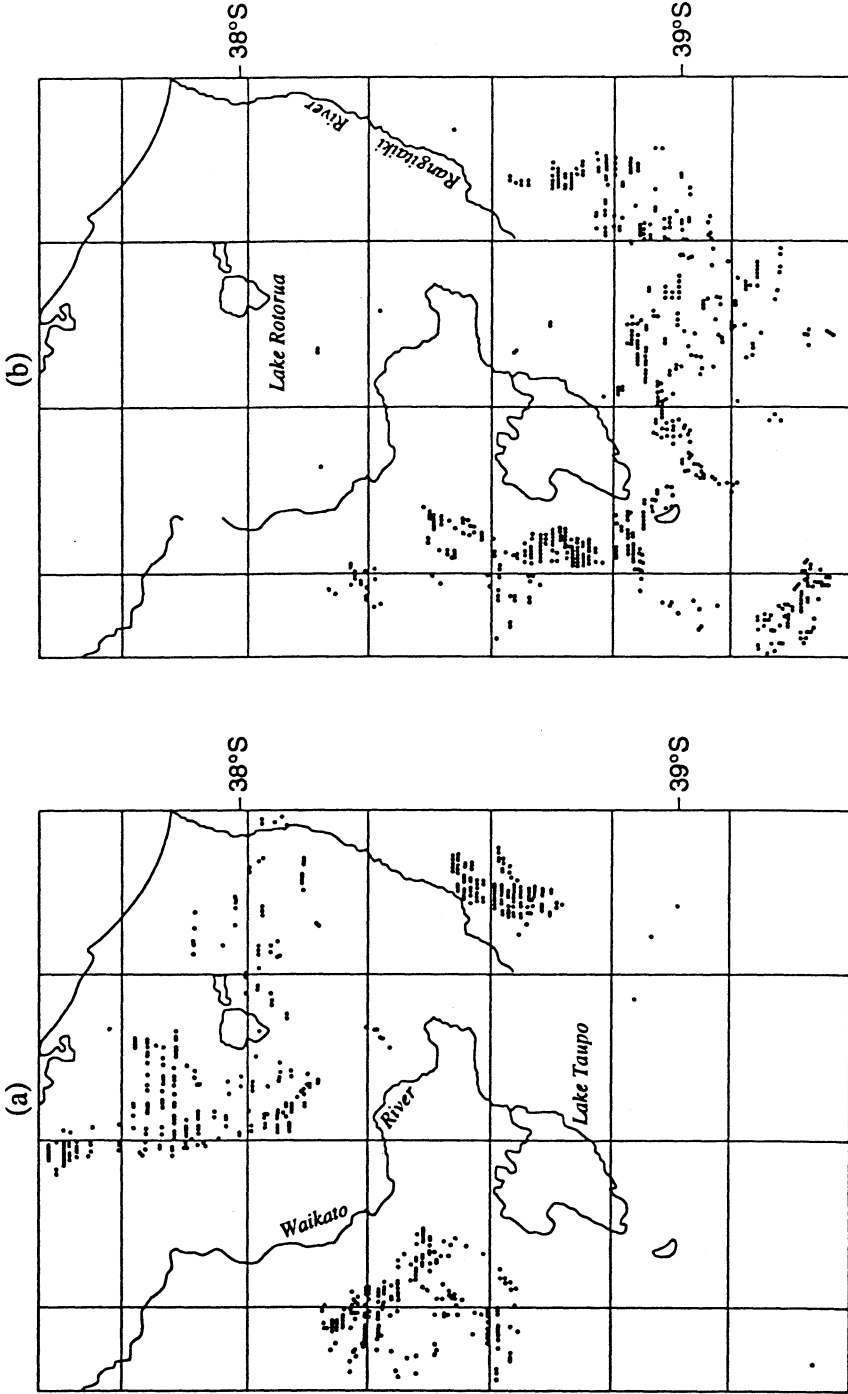 (a)
38°S
39°S
Waikato
River
Lake Taupo
(b)
38°S
39°S
Lake Rotorua
Rangitaiki
River